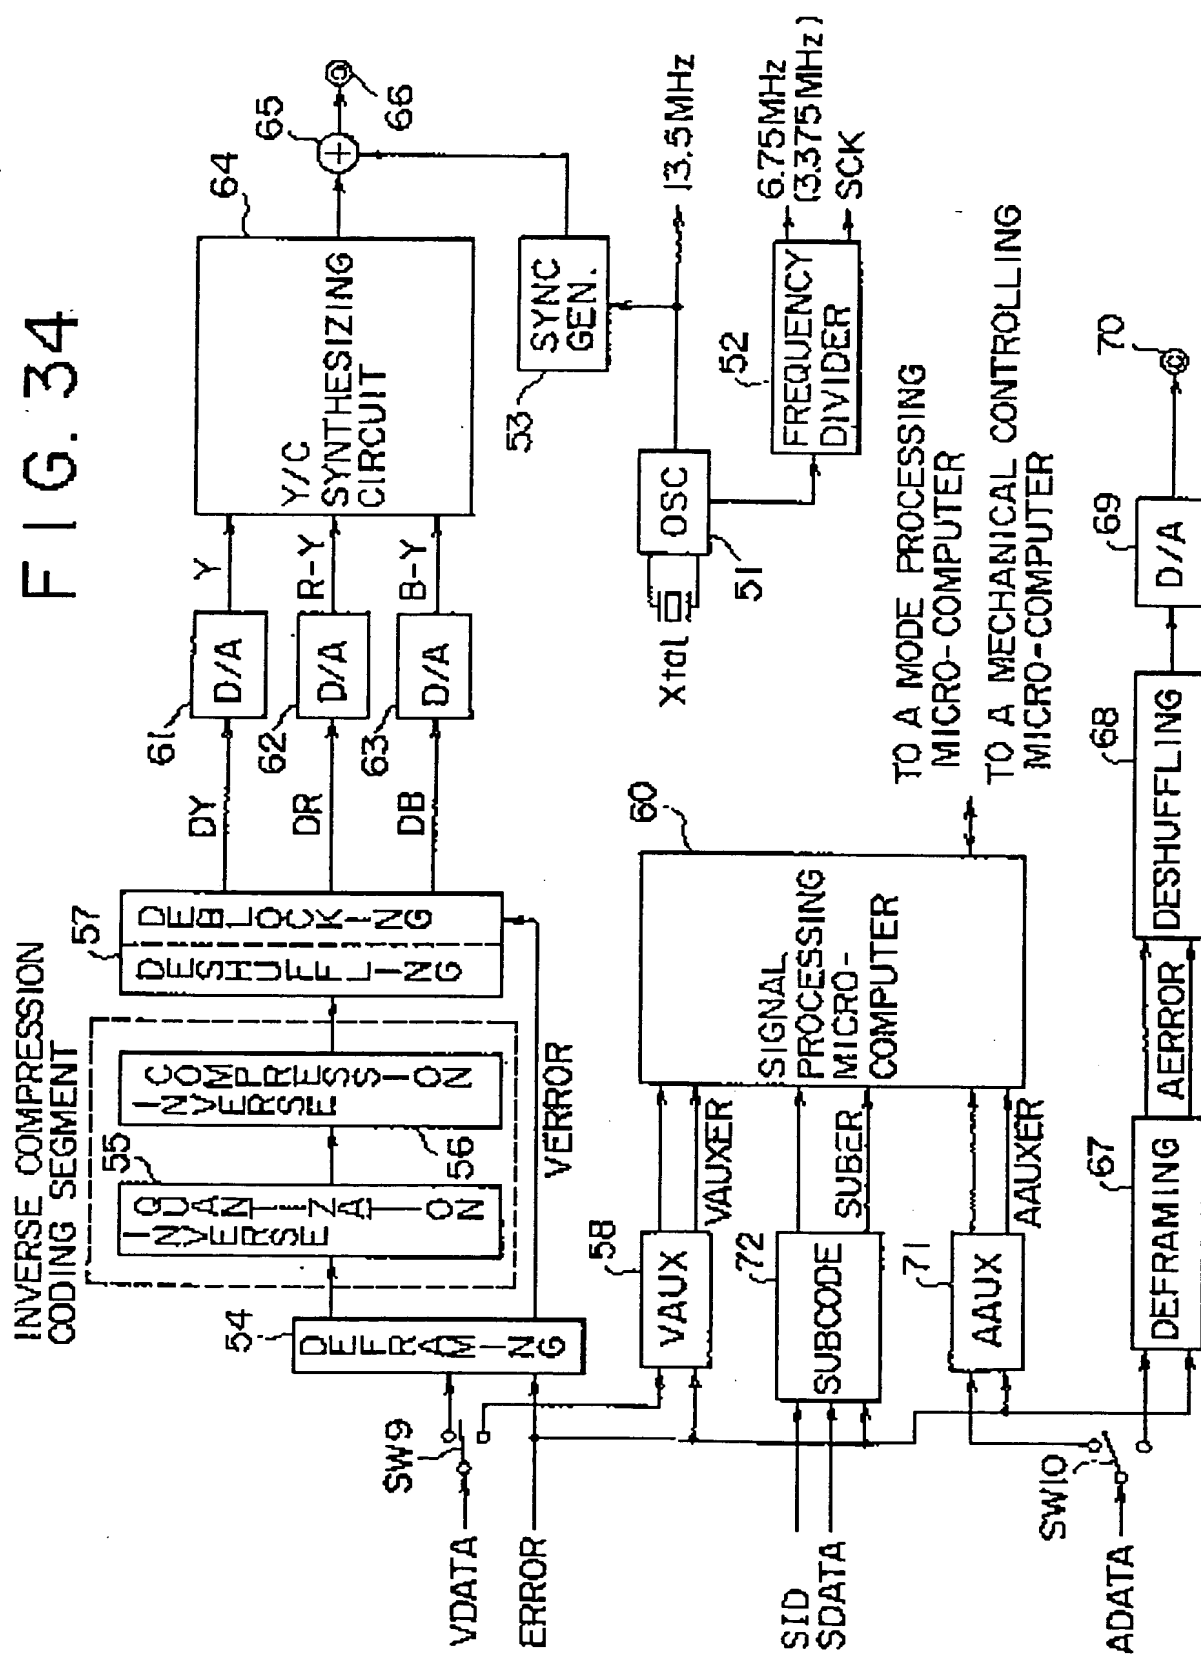 FIG. 34
INVERSE COMPRESSION
CODING SEGMENT
VDATA
SW9
ERROR
54
DEFRAMING
55
INVERSE
QUANTIZATION
56
INVERSE
COMPRESSION
VERROR
57
DESHUFFLING
DEBLOCKING
DY
DR
DB
61
D/A
62
D/A
63
D/A
Y
R-Y
B-Y
64
Y/C
SYNTHESIZING
CIRCUIT
65
+
66
53
SYNC
GEN.
Xtal
OSC
51
13.5MHz
52
FREQUENCY
DIVIDER
6.75MHz
(3.375MHz)
SCK
SID
SDATA
58
VAUX
VAUXER
72
SUBCODE
SUBER
71
AAUX
AAUXER
60
SIGNAL
PROCESSING
MICRO-
COMPUTER
TO A MODE PROCESSING
MICRO-COMPUTER
TO A MECHANICAL CONTROLLING
MICRO-COMPUTER
ADATA
SW10
67
DEFRAMING
AERROR
68
DESHUFFLING
69
D/A
70